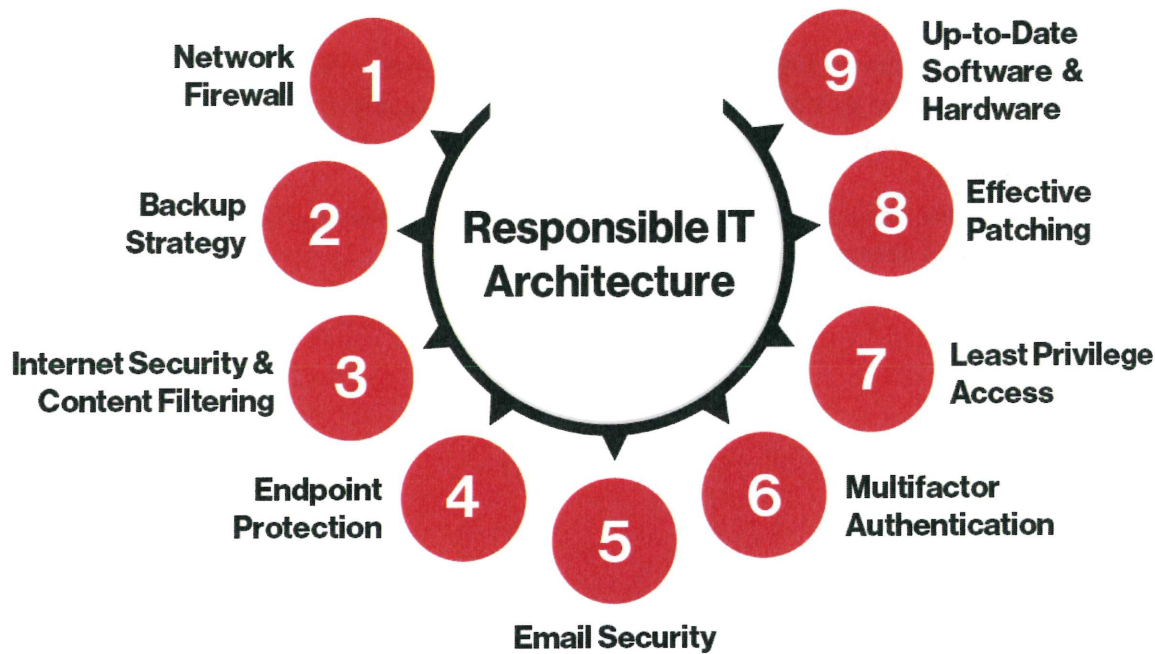 Responsible IT
Architecture
1
Network
Firewall
2
Backup
Strategy
3
Internet Security &
Content Filtering
4
Endpoint
Protection
5
Email Security
6
Multifactor
Authentication
7
Least Privilege
Access
8
Effective
Patching
9
Up-to-Date
Software &
Hardware